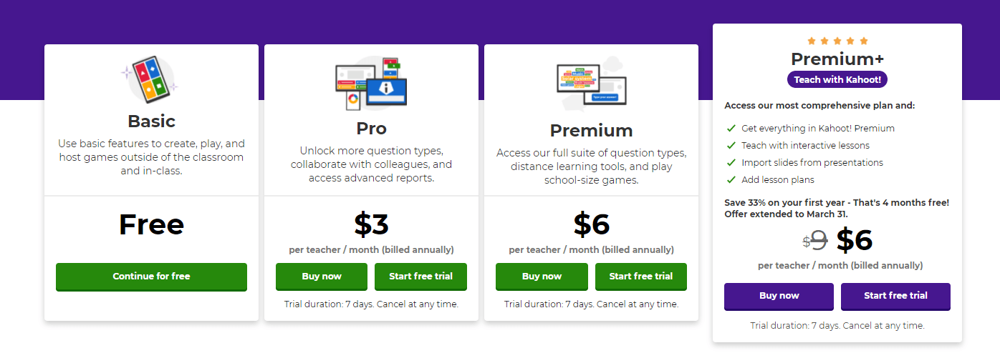 Basic
Use basic features to create, play, and
host games outside of the classroom
and in-class.
Free
Continue for free
Pro
Unlock more question types,
collaborate with colleagues, and
access advanced reports.
$3
per teacher / month (billed annually)
Buy now
Start free trial
Trial duration: 7 days. Cancel at any time.
Premium
Access our full suite of question types,
distance learning tools, and play
school-size games.
$6
per teacher / month (billed annually)
Buy now
Start free trial
Trial duration: 7 days. Cancel at any time.
Premium+
Teach with Kahoot!
Access our most comprehensive plan and:
Get everything in Kahoot! Premium
Teach with interactive lessons
Import slides from presentations
Add lesson plans
Save 33% on your first year - That's 4 months free!
Offer extended to March 31.
$9 $6
per teacher / month (billed annually)
Buy now
Start free trial
Trial duration: 7 days. Cancel at any time.